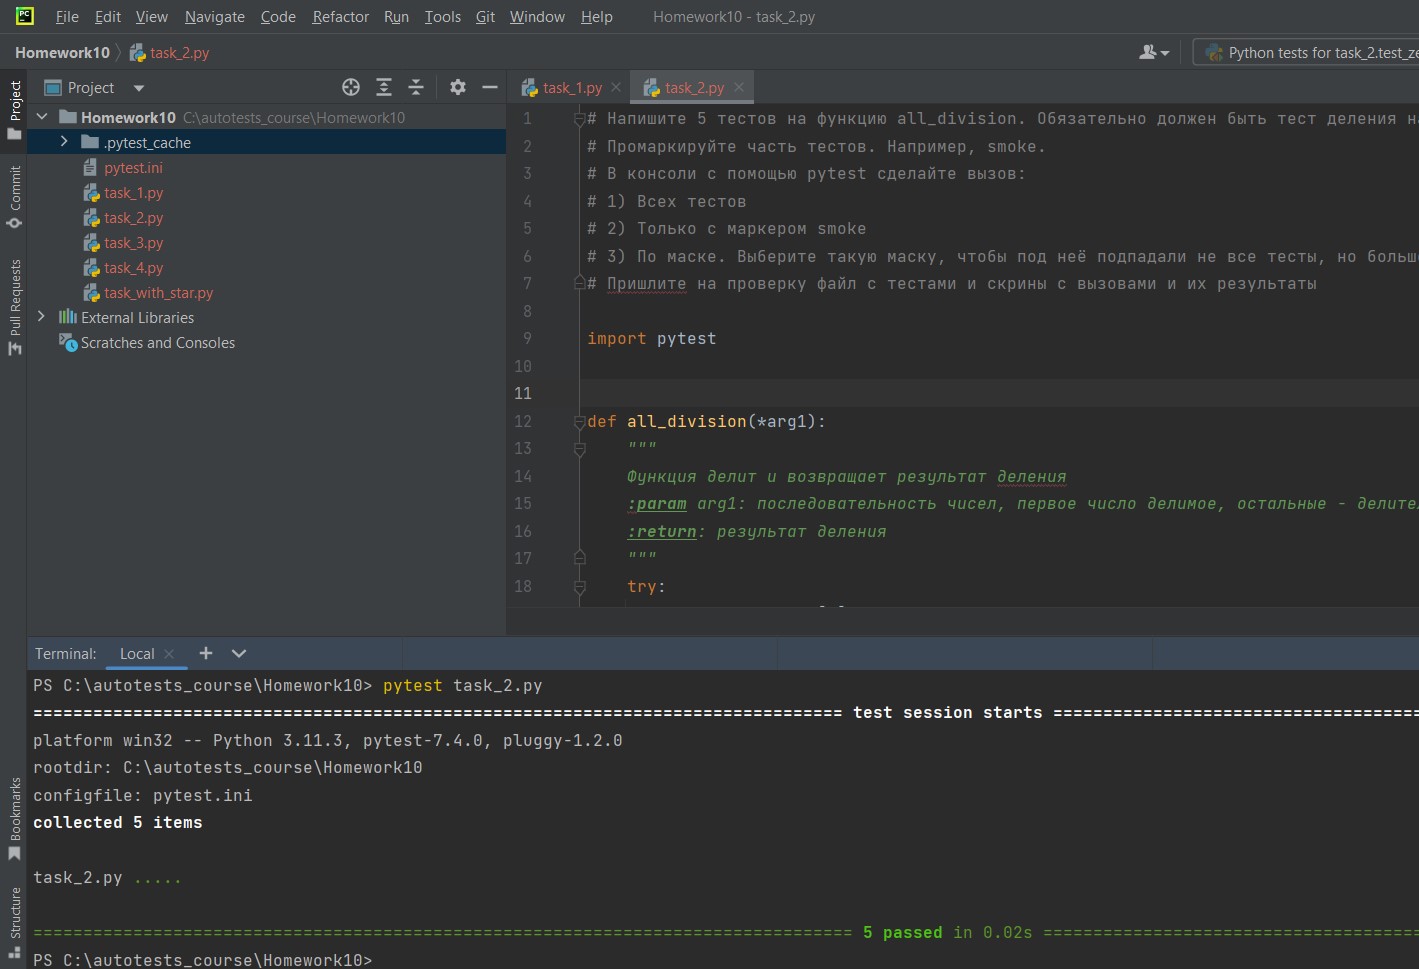 PC
File Edit View Navigate Code Refactor Run Tools Git Window Help Homework10 - task_2.py
Homework10 task_2.py Python tests for task_2.test_ze
Project
Commit
Pull Requests
Bookmarks
Structure
Project
Homework10 C:\autotests_course\Homework10
.pytest_cache
pytest.ini
task_1.py
task_2.py
task_3.py
task_4.py
task_with_star.py
External Libraries
Scratches and Consoles
task_1.py task_2.py
1 # Напишите 5 тестов на функцию all_division. Обязательно должен быть тест деления на
2 # Промаркируйте часть тестов. Например, smoke.
3 # В консоли с помощью pytest сделайте вызов:
4 # 1) Всех тестов
5 # 2) Только с маркером smoke
6 # 3) По маске. Выберите такую маску, чтобы под неё подпадали не все тесты, но больше
7 # Пришлите на проверку файл с тестами и скрины с вызовами и их результаты
8
9 import pytest
10
11
12 def all_division(*arg1):
13 """
14 Функция делит и возвращает результат деления
15 :param arg1: последовательность чисел, первое число делимое, остальные - делите
16 :return: результат деления
17 """
18 try:
Terminal: Local
PS C:\autotests_course\Homework10> pytest task_2.py
================================================================================= test session starts =====================================
platform win32 -- Python 3.11.3, pytest-7.4.0, pluggy-1.2.0
rootdir: C:\autotests_course\Homework10
configfile: pytest.ini
collected 5 items
task_2.py .....
================================================================================== 5 passed in 0.02s ======================================
PS C:\autotests_course\Homework10>